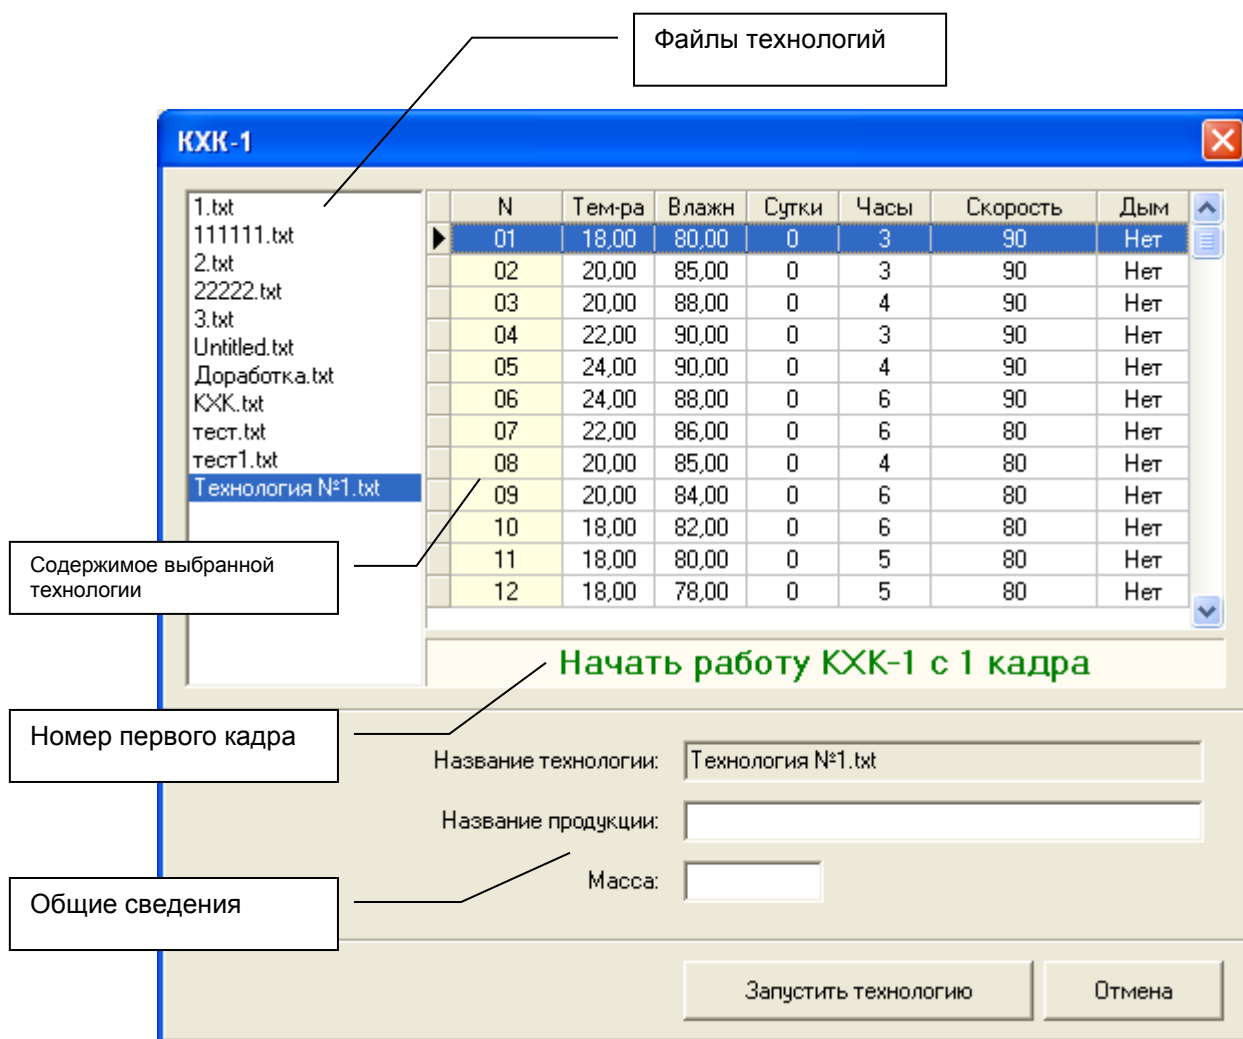 Файлы технологий
КХК-1
1.txt
111111.txt
2.txt
22222.txt
3.txt
Untitled.txt
Доработка.txt
КХК.txt
тест.txt
тест1.txt
Технология №1.txt
N Тем-ра Влажн Сутки Часы Скорость Дым
01 18,00 80,00 0 3 90 Нет
02 20,00 85,00 0 3 90 Нет
03 20,00 88,00 0 4 90 Нет
04 22,00 90,00 0 3 90 Нет
05 24,00 90,00 0 4 90 Нет
06 24,00 88,00 0 6 90 Нет
07 22,00 86,00 0 6 80 Нет
08 20,00 85,00 0 4 80 Нет
09 20,00 84,00 0 6 80 Нет
10 18,00 82,00 0 6 80 Нет
11 18,00 80,00 0 5 80 Нет
12 18,00 78,00 0 5 80 Нет
Содержимое выбранной
технологии
Начать работу КХК-1 с 1 кадра
Номер первого кадра
Название технологии: Технология №1.txt
Название продукции:
Масса:
Общие сведения
Запустить технологию Отмена